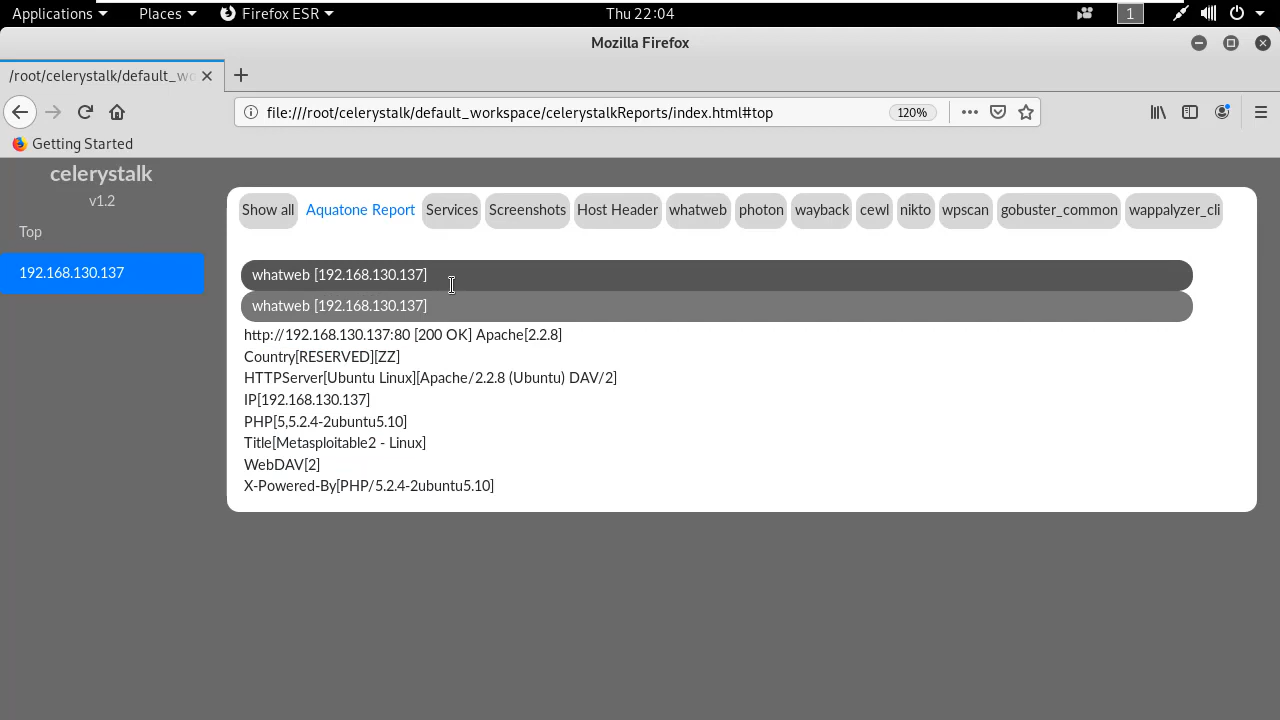 Applications Places Firefox ESR Thu 22:04 1
Mozilla Firefox
/root/celerystalk/default_wo
file:///root/celerystalk/default_workspace/celerystalkReports/index.html#top 120%
Getting Started
celerystalk
v1.2
Top
192.168.130.137
Show all Aquatone Report Services Screenshots Host Header whatweb photon wayback cewl nikto wpscan gobuster_common wappalyzer_cli
whatweb [192.168.130.137]
whatweb [192.168.130.137]
http://192.168.130.137:80 [200 OK] Apache[2.2.8]
Country[RESERVED][ZZ]
HTTPServer[Ubuntu Linux][Apache/2.2.8 (Ubuntu) DAV/2]
IP[192.168.130.137]
PHP[5,5.2.4-2ubuntu5.10]
Title[Metasploitable2 - Linux]
WebDAV[2]
X-Powered-By[PHP/5.2.4-2ubuntu5.10]